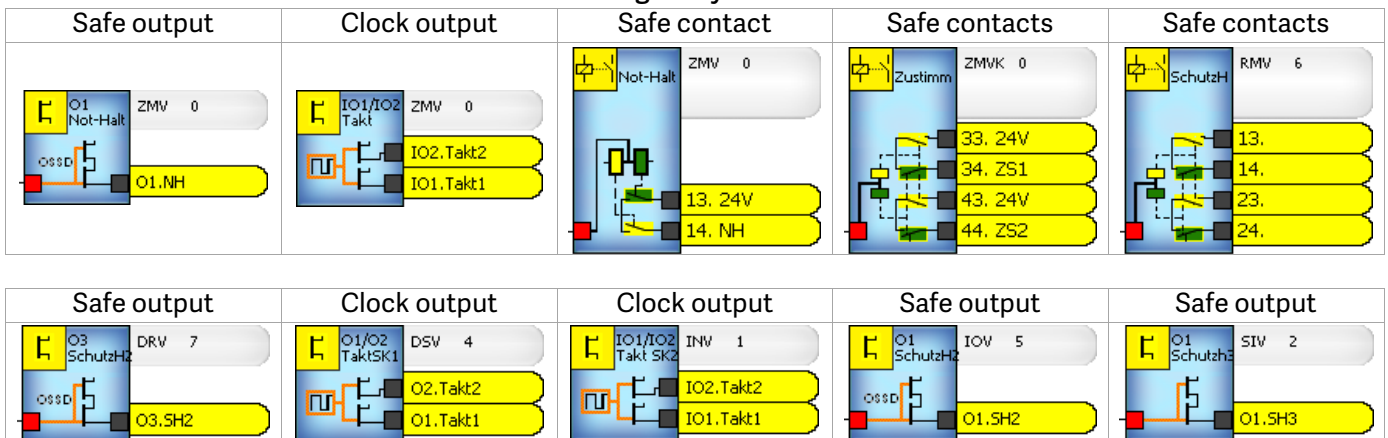 Safe output
Clock output
Safe contact
Safe contacts
Safe contacts
O1
Not-Halt
ZMV 0
OSSD
O1.NH
IO1/IO2
Takt
ZMV 0
IO2.Takt2
IO1.Takt1
Not-Halt
ZMV 0
13. 24V
14. NH
Zustimm
ZMVK 0
33. 24V
34. ZS1
43. 24V
44. ZS2
SchutzH
RMV 6
13.
14.
23.
24.
Safe output
Clock output
Clock output
Safe output
Safe output
O3
SchutzH2
DRV 7
OSSD
O3.SH2
O1/O2
TaktSK1
DSV 4
O2.Takt2
O1.Takt1
IO1/IO2
Takt SK2
INV 1
IO2.Takt2
IO1.Takt1
O1
SchutzH2
IOV 5
OSSD
O1.SH2
O1
Schutzh3
SIV 2
O1.SH3